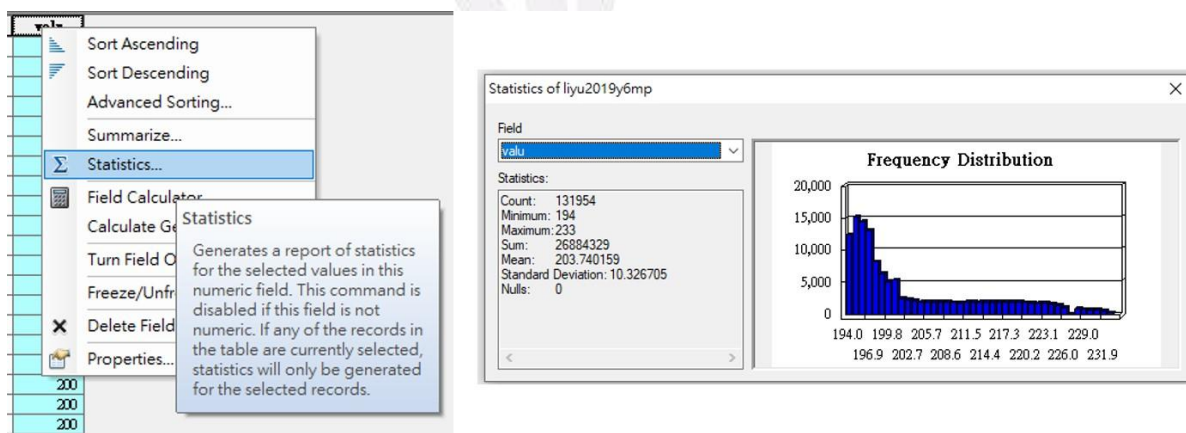 valu
Sort Ascending
Sort Descending
Advanced Sorting...
Summarize...
Σ Statistics...
Field Calculator
Calculate Ge
Turn Field O
Freeze/Unfr
Delete Field
Properties...
Statistics
Generates a report of statistics
for the selected values in this
numeric field. This command is
disabled if this field is not
numeric. If any of the records in
the table are currently selected,
statistics will only be generated
for the selected records.
200
200
200
Statistics of liyu2019y6mp
Field
valu
Statistics:
Count: 131954
Minimum: 194
Maximum: 233
Sum: 26884329
Mean: 203.740159
Standard Deviation: 10.326705
Nulls: 0
Frequency Distribution
20,000
15,000
10,000
5,000
0
194.0 199.8 205.7 211.5 217.3 223.1 229.0
196.9 202.7 208.6 214.4 220.2 226.0 231.9